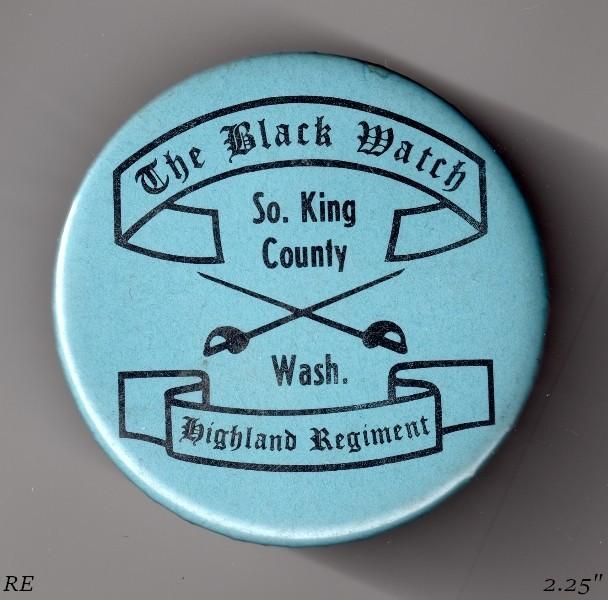 The Black Watch
So. King
County
Wash.
Highland Regiment
RE
2.25"